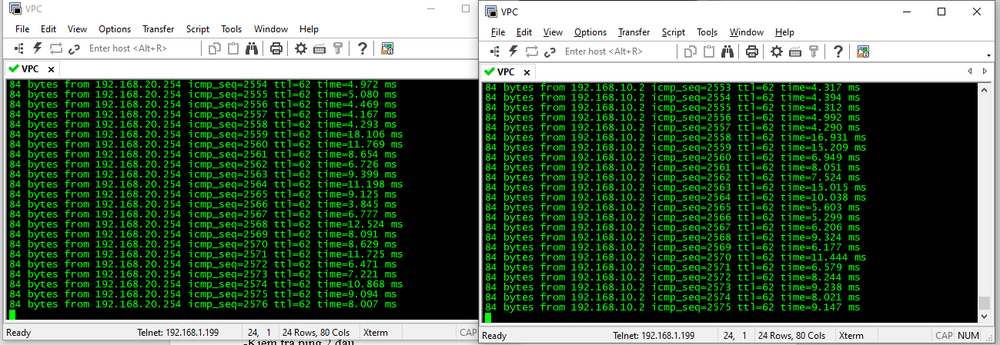 VPC
File Edit View Options Transfer Script Tools Window Help
Enter host <Alt+R>
VPC
84 bytes from 192.168.20.254 icmp_seq=2554 ttl=62 time=4.972 ms
84 bytes from 192.168.20.254 icmp_seq=2555 ttl=62 time=5.080 ms
84 bytes from 192.168.20.254 icmp_seq=2556 ttl=62 time=4.469 ms
84 bytes from 192.168.20.254 icmp_seq=2557 ttl=62 time=4.167 ms
84 bytes from 192.168.20.254 icmp_seq=2558 ttl=62 time=4.293 ms
84 bytes from 192.168.20.254 icmp_seq=2559 ttl=62 time=18.106 ms
84 bytes from 192.168.20.254 icmp_seq=2560 ttl=62 time=11.769 ms
84 bytes from 192.168.20.254 icmp_seq=2561 ttl=62 time=8.654 ms
84 bytes from 192.168.20.254 icmp_seq=2562 ttl=62 time=6.726 ms
84 bytes from 192.168.20.254 icmp_seq=2563 ttl=62 time=9.399 ms
84 bytes from 192.168.20.254 icmp_seq=2564 ttl=62 time=11.198 ms
84 bytes from 192.168.20.254 icmp_seq=2565 ttl=62 time=9.125 ms
84 bytes from 192.168.20.254 icmp_seq=2566 ttl=62 time=3.845 ms
84 bytes from 192.168.20.254 icmp_seq=2567 ttl=62 time=6.777 ms
84 bytes from 192.168.20.254 icmp_seq=2568 ttl=62 time=12.524 ms
84 bytes from 192.168.20.254 icmp_seq=2569 ttl=62 time=8.091 ms
84 bytes from 192.168.20.254 icmp_seq=2570 ttl=62 time=8.629 ms
84 bytes from 192.168.20.254 icmp_seq=2571 ttl=62 time=11.725 ms
84 bytes from 192.168.20.254 icmp_seq=2572 ttl=62 time=6.471 ms
84 bytes from 192.168.20.254 icmp_seq=2573 ttl=62 time=7.221 ms
84 bytes from 192.168.20.254 icmp_seq=2574 ttl=62 time=10.868 ms
84 bytes from 192.168.20.254 icmp_seq=2575 ttl=62 time=9.094 ms
84 bytes from 192.168.20.254 icmp_seq=2576 ttl=62 time=8.007 ms
Ready Telnet: 192.168.1.199 24, 1 24 Rows, 80 Cols Xterm CAP
VPC
File Edit View Options Transfer Script Tools Window Help
Enter host <Alt+R>
VPC
84 bytes from 192.168.10.2 icmp_seq=2553 ttl=62 time=4.317 ms
84 bytes from 192.168.10.2 icmp_seq=2554 ttl=62 time=4.394 ms
84 bytes from 192.168.10.2 icmp_seq=2555 ttl=62 time=4.312 ms
84 bytes from 192.168.10.2 icmp_seq=2556 ttl=62 time=4.992 ms
84 bytes from 192.168.10.2 icmp_seq=2557 ttl=62 time=4.290 ms
84 bytes from 192.168.10.2 icmp_seq=2558 ttl=62 time=16.931 ms
84 bytes from 192.168.10.2 icmp_seq=2559 ttl=62 time=15.209 ms
84 bytes from 192.168.10.2 icmp_seq=2560 ttl=62 time=6.949 ms
84 bytes from 192.168.10.2 icmp_seq=2561 ttl=62 time=8.051 ms
84 bytes from 192.168.10.2 icmp_seq=2562 ttl=62 time=7.524 ms
84 bytes from 192.168.10.2 icmp_seq=2563 ttl=62 time=15.015 ms
84 bytes from 192.168.10.2 icmp_seq=2564 ttl=62 time=10.038 ms
84 bytes from 192.168.10.2 icmp_seq=2565 ttl=62 time=5.603 ms
84 bytes from 192.168.10.2 icmp_seq=2566 ttl=62 time=5.299 ms
84 bytes from 192.168.10.2 icmp_seq=2567 ttl=62 time=6.206 ms
84 bytes from 192.168.10.2 icmp_seq=2568 ttl=62 time=9.324 ms
84 bytes from 192.168.10.2 icmp_seq=2569 ttl=62 time=6.177 ms
84 bytes from 192.168.10.2 icmp_seq=2570 ttl=62 time=11.444 ms
84 bytes from 192.168.10.2 icmp_seq=2571 ttl=62 time=6.579 ms
84 bytes from 192.168.10.2 icmp_seq=2572 ttl=62 time=8.244 ms
84 bytes from 192.168.10.2 icmp_seq=2573 ttl=62 time=9.238 ms
84 bytes from 192.168.10.2 icmp_seq=2574 ttl=62 time=8.021 ms
84 bytes from 192.168.10.2 icmp_seq=2575 ttl=62 time=9.147 ms
Ready Telnet: 192.168.1.199 24, 1 24 Rows, 80 Cols Xterm CAP NUM